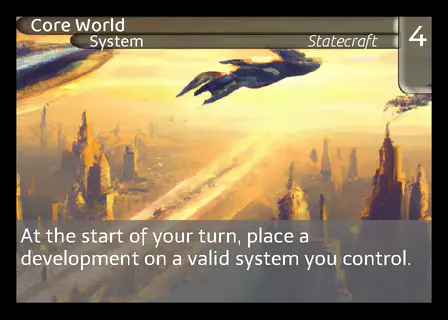 Core World
System Statecraft 4
At the start of your turn, place a
development on a valid system you control.